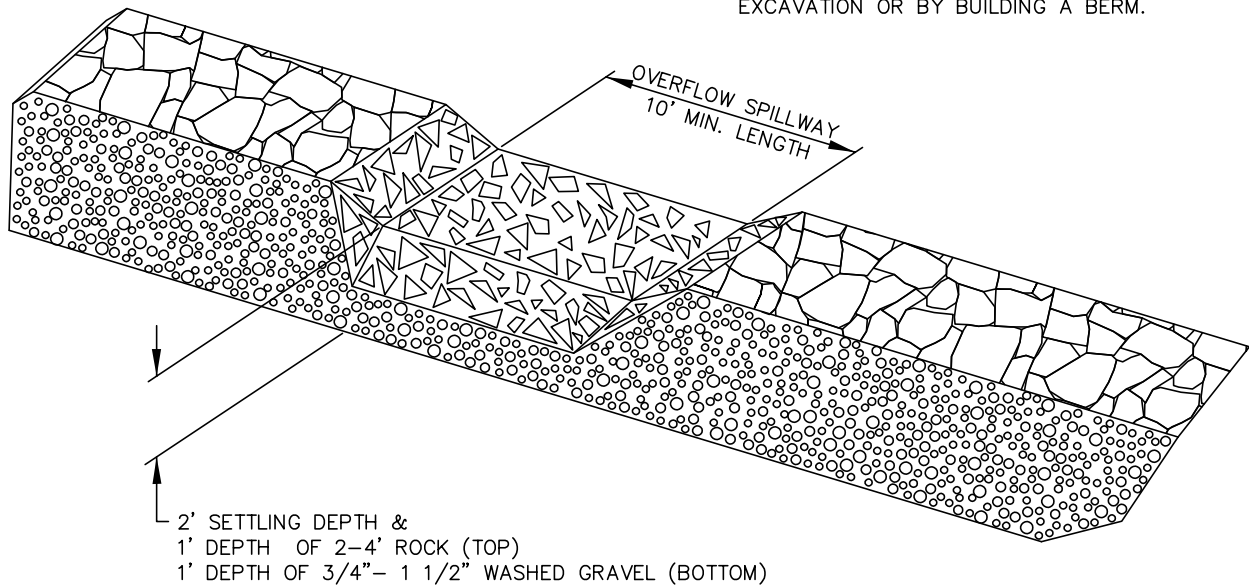 EXCAVATION OR BY BUILDING A BERM.
OVERFLOW SPILLWAY
10' MIN. LENGTH
2' SETTLING DEPTH &
1' DEPTH OF 2-4' ROCK (TOP)
1' DEPTH OF 3/4"- 1 1/2" WASHED GRAVEL (BOTTOM)